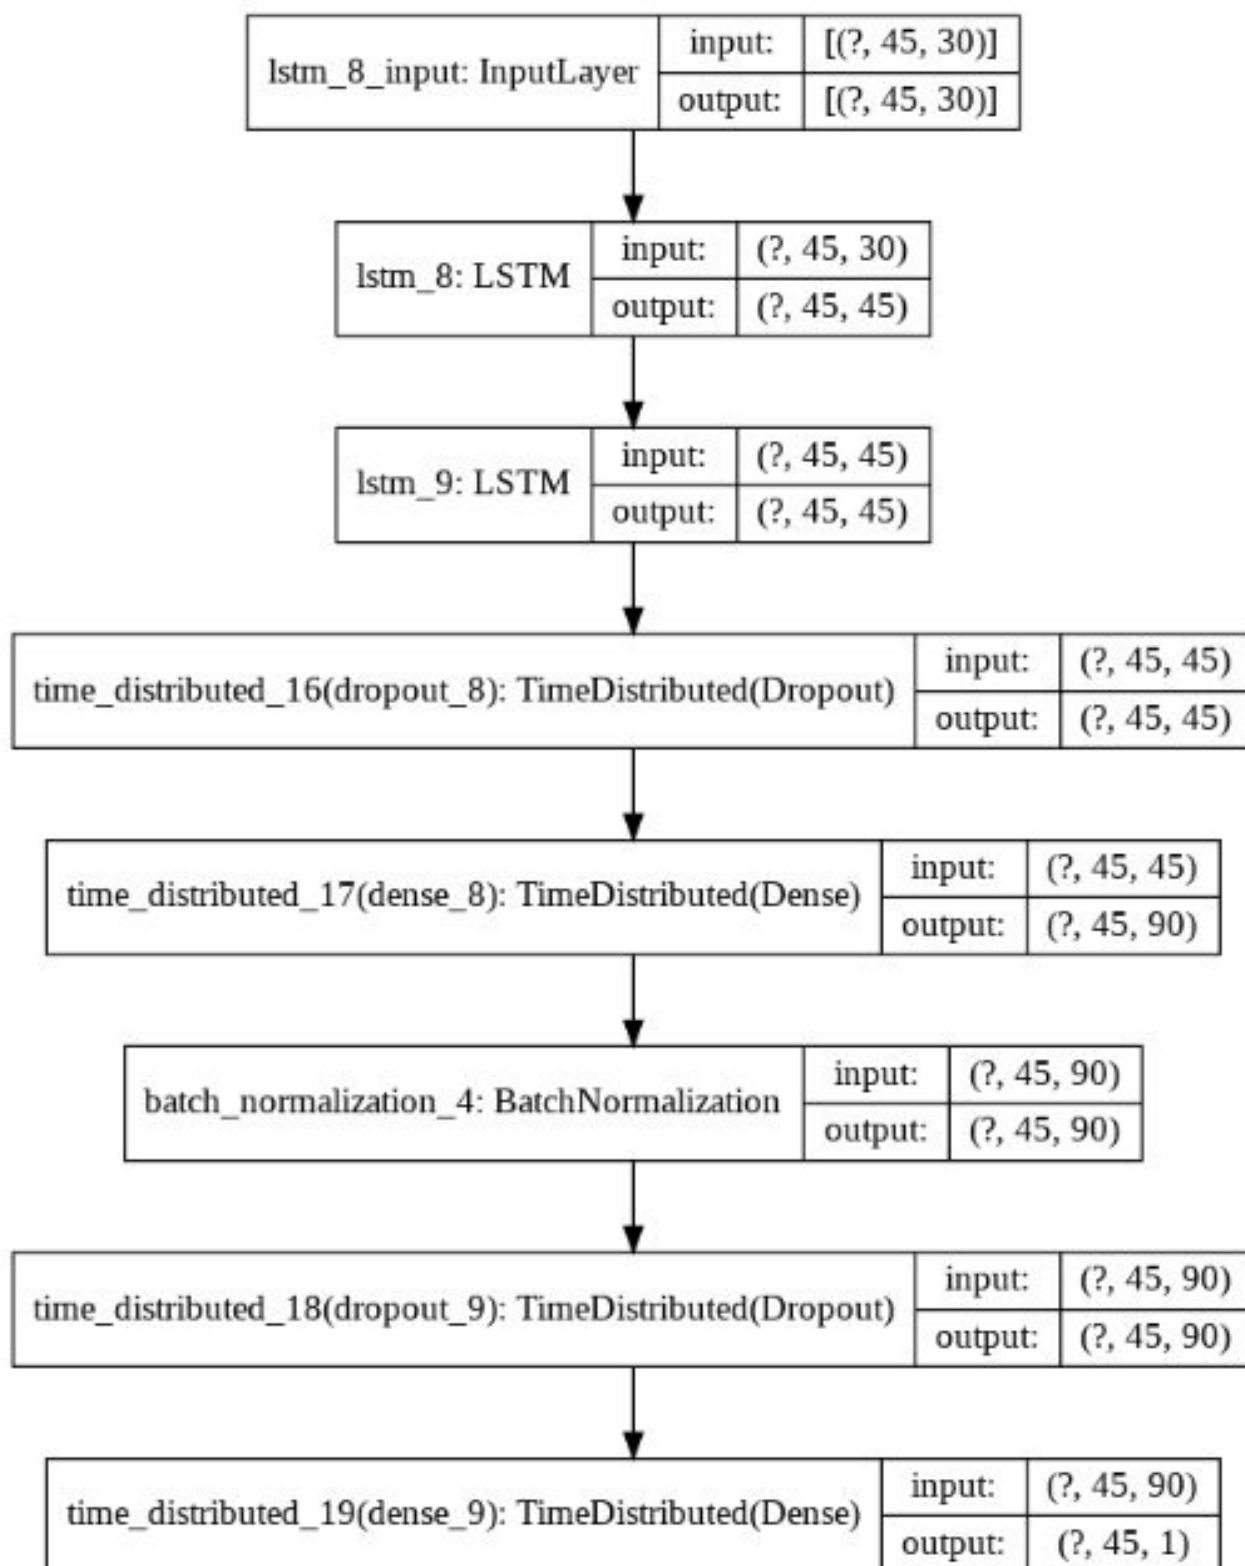 lstm_8_input: InputLayer
input: [(?, 45, 30)]
output: [(?, 45, 30)]
lstm_8: LSTM
input: (?, 45, 30)
output: (?, 45, 45)
lstm_9: LSTM
input: (?, 45, 45)
output: (?, 45, 45)
time_distributed_16(dropout_8): TimeDistributed(Dropout)
input: (?, 45, 45)
output: (?, 45, 45)
time_distributed_17(dense_8): TimeDistributed(Dense)
input: (?, 45, 45)
output: (?, 45, 90)
batch_normalization_4: BatchNormalization
input: (?, 45, 90)
output: (?, 45, 90)
time_distributed_18(dropout_9): TimeDistributed(Dropout)
input: (?, 45, 90)
output: (?, 45, 90)
time_distributed_19(dense_9): TimeDistributed(Dense)
input: (?, 45, 90)
output: (?, 45, 1)